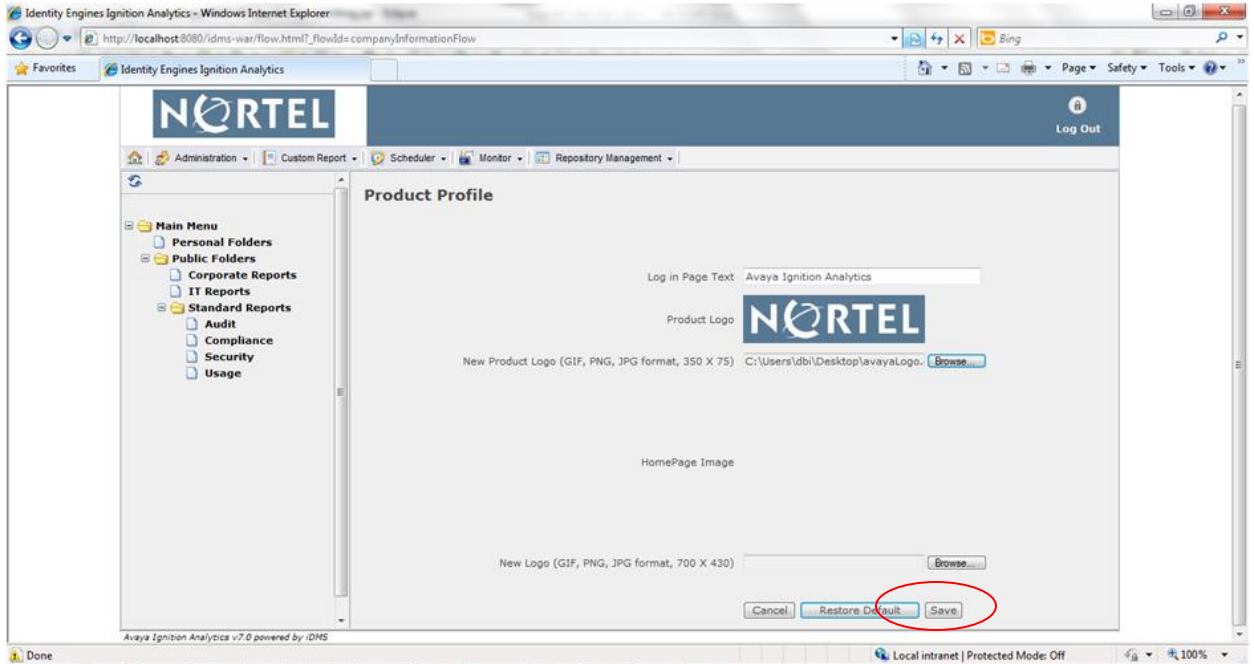 Identity Engines Ignition Analytics - Windows Internet Explorer
http://localhost:8080/idms-war/flow.html?_flowId=companyInformationFlow
Bing
Favorites Identity Engines Ignition Analytics Page Safety Tools
NORTEL
Log Out
Administration Custom Report Scheduler Monitor Repository Management
Product Profile
Main Menu
Personal Folders
Public Folders
Corporate Reports
IT Reports
Standard Reports
Audit
Compliance
Security
Usage
Log in Page Text Avaya Ignition Analytics
Product Logo NORTEL
New Product Logo (GIF, PNG, JPG format, 350 X 75) C:\Users\dbi\Desktop\avayaLogo. Browse...
HomePage Image
New Logo (GIF, PNG, JPG format, 700 X 430) Browse...
Cancel Restore Default Save
Avaya Ignition Analytics v7.0 powered by iDMS
Done Local intranet | Protected Mode: Off 100%